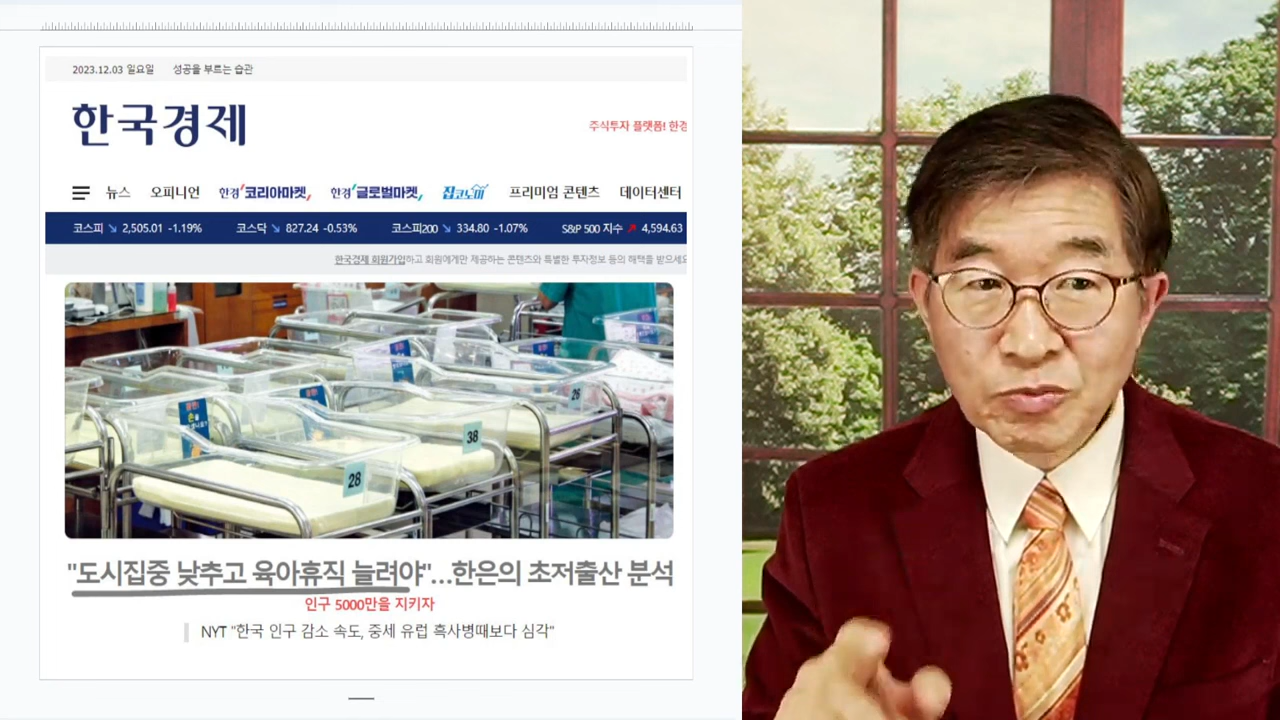 2023.12.03 일요일 성공을 부르는 습관
한국경제
주식투자 플랫폼! 한경
뉴스 오피니언 한경 코리아마켓 한경 글로벌마켓 집코노미 프리미엄 콘텐츠 데이터센터
코스피 ↘ 2,505.01 -1.19% 코스닥 ↘ 827.24 -0.53% 코스피200 ↘ 334.80 -1.07% S&P 500 지수 ↗ 4,594.63
한국경제 회원가입하고 회원에게만 제공하는 콘텐츠와 특별한 투자정보 등의 혜택을 받으세요
26
38
28
"도시집중 낮추고 육아휴직 늘려야"...한은의 초저출산 분석
인구 5000만을 지키자
NYT "한국 인구 감소 속도, 중세 유럽 흑사병때보다 심각"